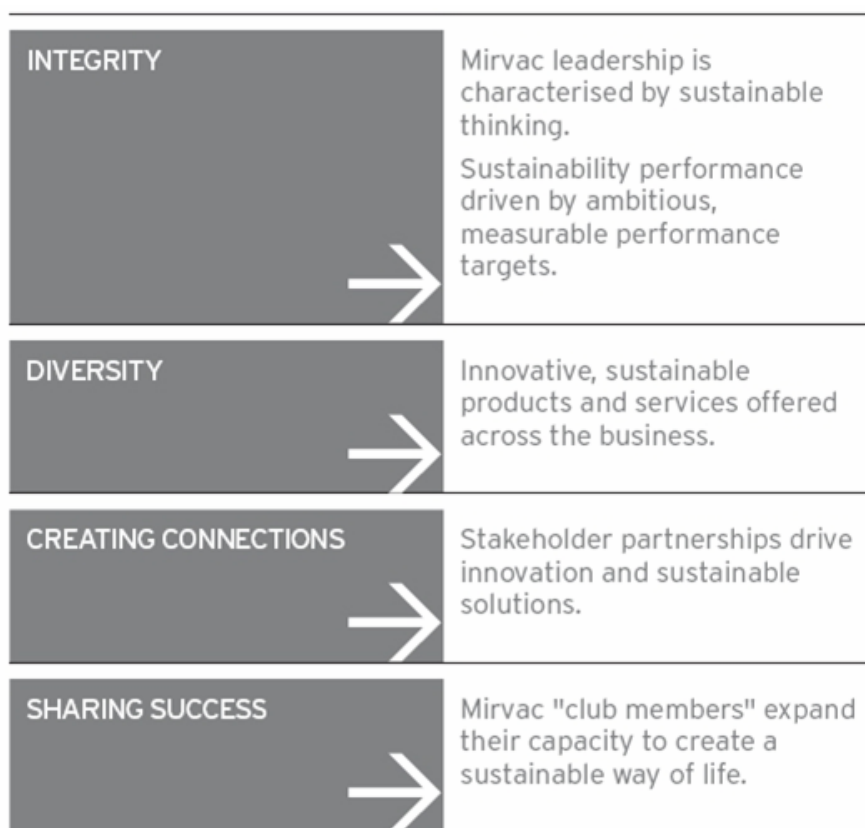 INTEGRITY
Mirvac leadership is
characterised by sustainable
thinking.
Sustainability performance
driven by ambitious,
measurable performance
targets.
DIVERSITY
Innovative, sustainable
products and services offered
across the business.
CREATING CONNECTIONS
Stakeholder partnerships drive
innovation and sustainable
solutions.
SHARING SUCCESS
Mirvac "club members" expand
their capacity to create a
sustainable way of life.